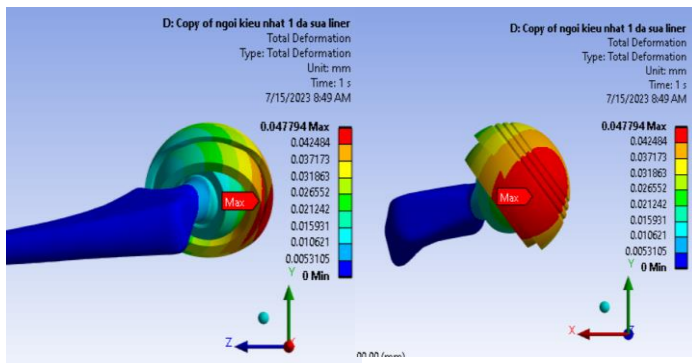 D: Copy of ngoi kieu nhat 1 da sua liner
Total Deformation
Type: Total Deformation
Unit: mm
Time: 1 s
7/15/2023 8:49 AM
0.047794 Max
0.042484
0.037173
0.031863
0.026552
0.021242
0.015931
0.010621
0.0053105
0 Min
Max
Y
Z
D: Copy of ngoi kieu nhat 1 da sua liner
Total Deformation
Type: Total Deformation
Unit: mm
Time: 1 s
7/15/2023 8:49 AM
0.047794 Max
0.042484
0.037173
0.031863
0.026552
0.021242
0.015931
0.010621
0.0053105
0 Min
Max
Y
X
Z
(mm)